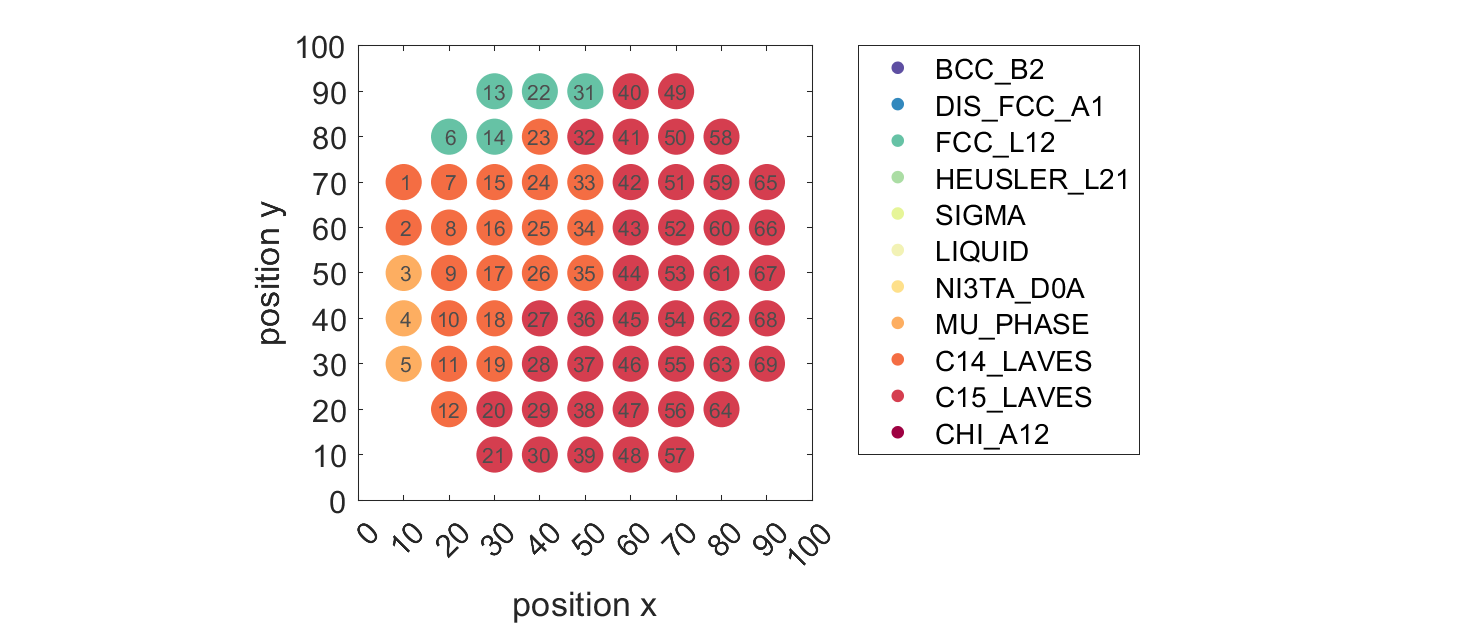 100
90
80
70
60
50
40
30
20
10
0
position y
13 22 31 40 49
6 14 23 32 41 50 58
1 7 15 24 33 42 51 59 65
2 8 16 25 34 43 52 60 66
3 9 17 26 35 44 53 61 67
4 10 18 27 36 45 54 62 68
5 11 19 28 37 46 55 63 69
12 20 29 38 47 56 64
21 30 39 48 57
0 10 20 30 40 50 60 70 80 90 100
position x
BCC_B2
DIS_FCC_A1
FCC_L12
HEUSLER_L21
SIGMA
LIQUID
NI3TA_D0A
MU_PHASE
C14_LAVES
C15_LAVES
CHI_A12